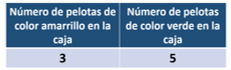 Número de pelotas de color amarrillo en la caja
Número de pelotas de color verde en la caja
3
5